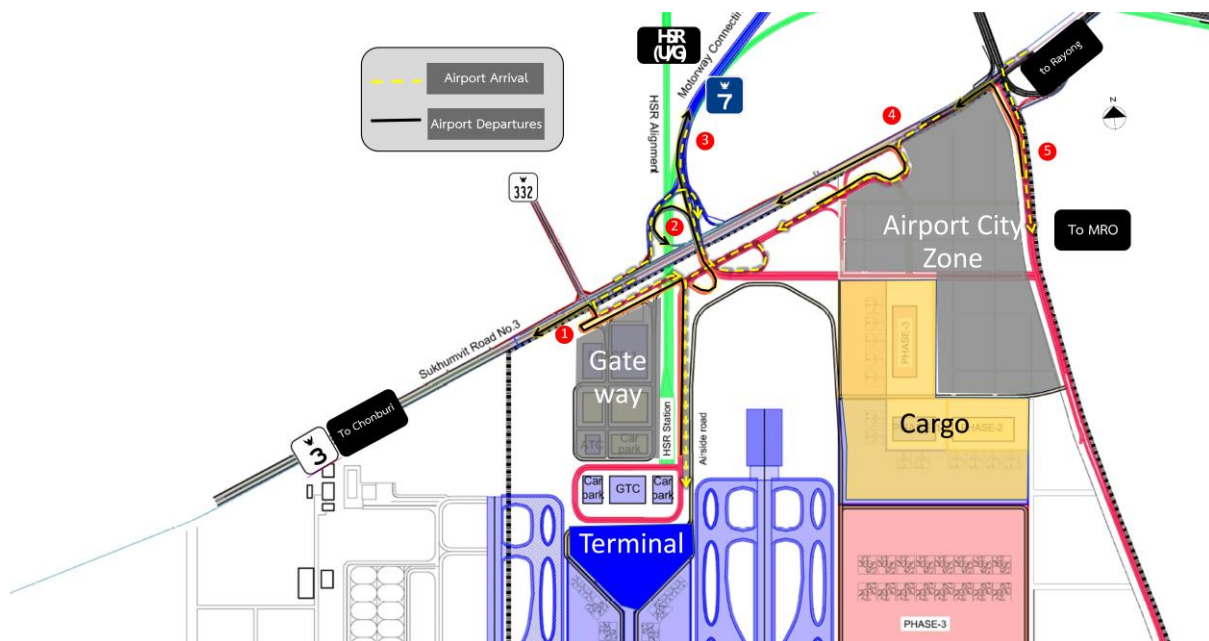 HSR
(U/G)
Motorway Connecti
to Rayong
Airport Arrival
Airport Departures
7
N
HSR Alignment
4
3
5
332
2
Airport City
Zone
To MRO
1
Sukhumvit Road No.3
Gate
way
PHASE-3
To Chonburi
3
HSR Station
Airside road
Cargo
PHASE-2
ATC
Car
park
Car
park
GTC
Car
park
Terminal
PHASE-3